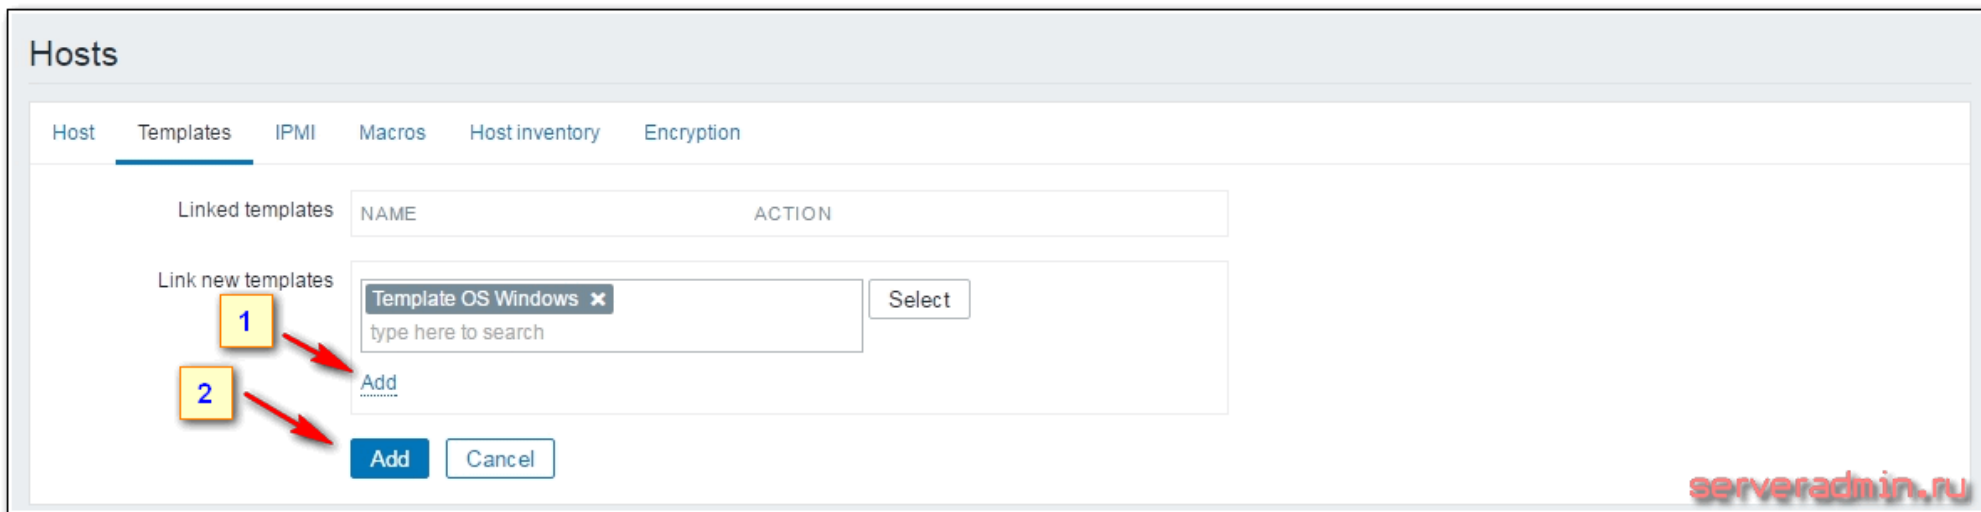 Hosts
Host Templates IPMI Macros Host inventory Encryption
Linked templates NAME ACTION
Link new templates
Template OS Windows × Select
type here to search
1
Add
2
Add Cancel
serveradmin.ru